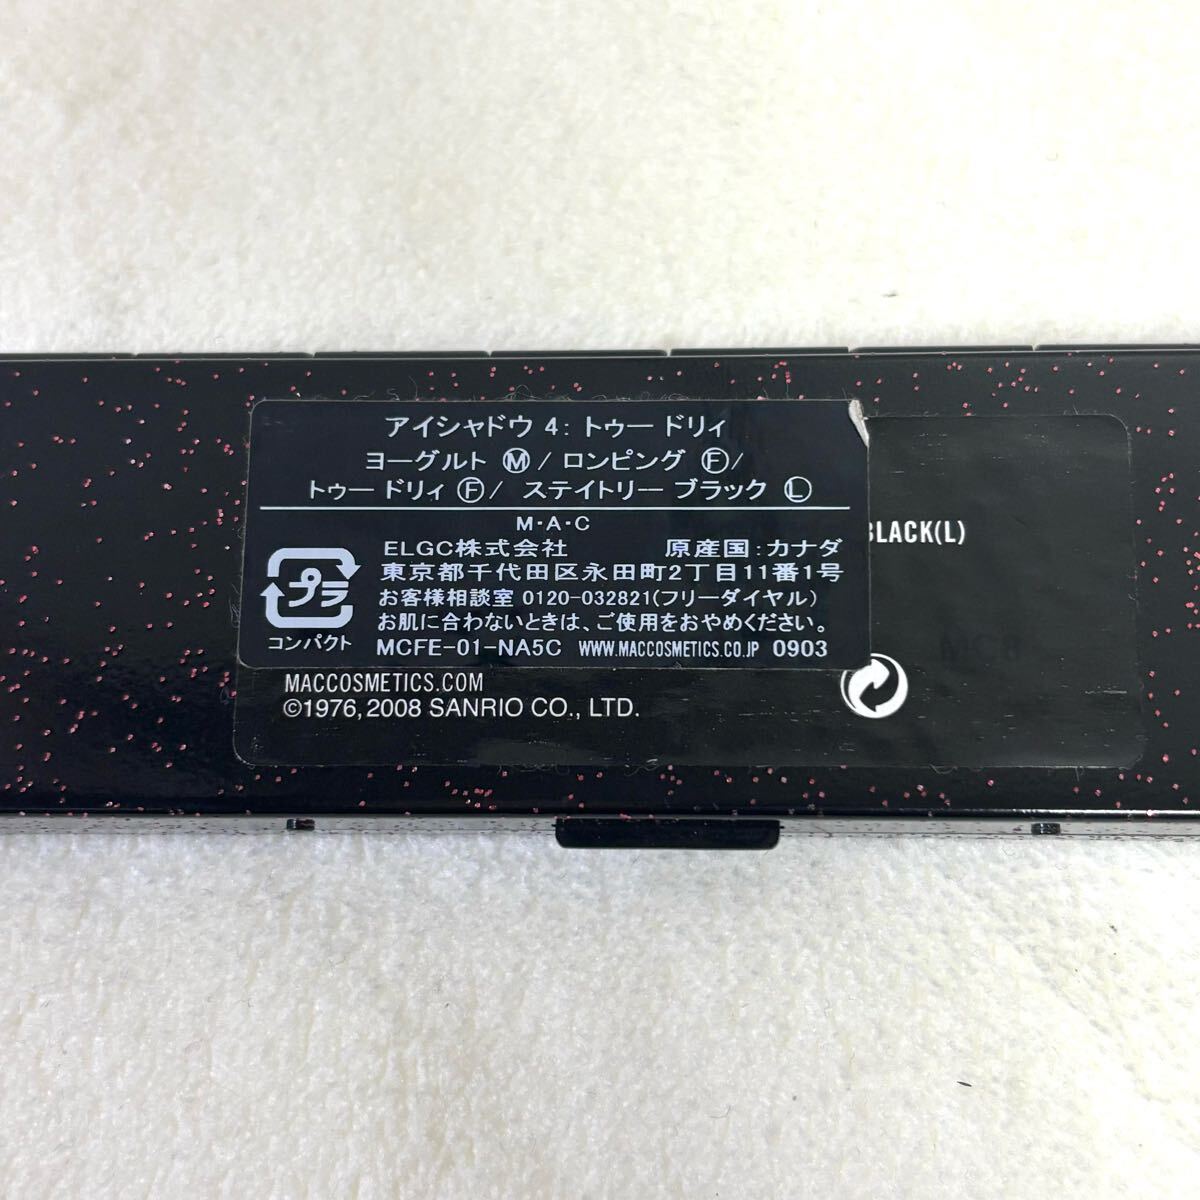 アイシャドウ 4: トゥー ドリィ
ヨーグルト Ⓜ / ロンピング Ⓕ/
トゥー ドリィ Ⓕ/ ステイトリー ブラック Ⓛ
M・A・C
ELGC株式会社 原産国:カナダ
東京都千代田区永田町2丁目11番1号
お客様相談室 0120-032821(フリーダイヤル)
お肌に合わないときは、ご使用をおやめください。
MCFE-01-NA5C WWW.MACCOSMETICS.CO.JP 0903
プラ
コンパクト
BLACK(L)
MACCOSMETICS.COM
©1976, 2008 SANRIO CO., LTD.